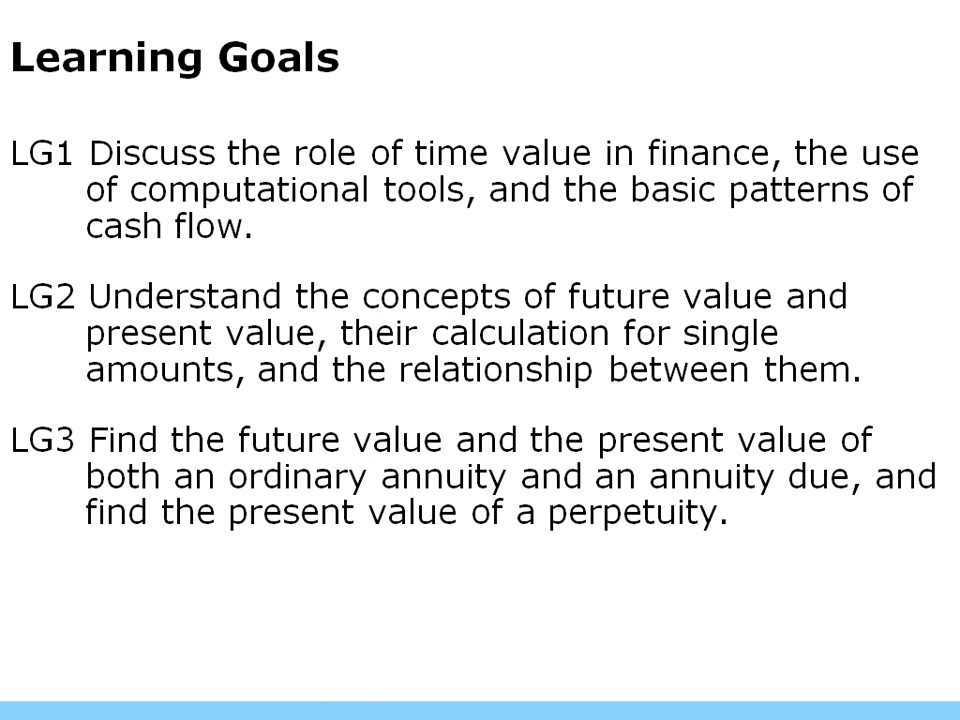 Learning Goals
LG1 Discuss the role of time value in finance, the use
of computational tools, and the basic patterns of
cash flow.
LG2 Understand the concepts of future value and
present value, their calculation for single
amounts, and the relationship between them.
LG3 Find the future value and the present value of
both an ordinary annuity and an annuity due, and
find the present value of a perpetuity.